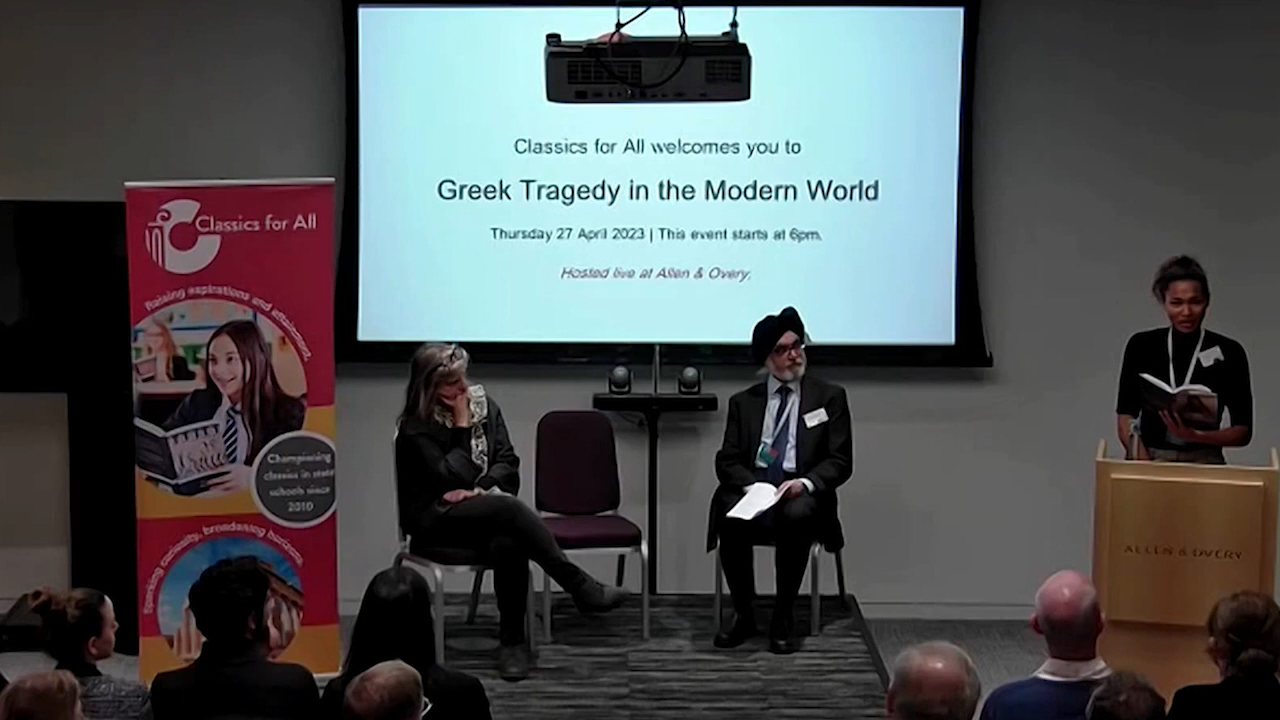 Classics for All welcomes you to
Greek Tragedy in the Modern World
Thursday 27 April 2023 | This event starts at 6pm.
Hosted live at Allen & Overy.
Classics for All
Raising aspirations and attainment,
Championing
classics in state
schools since
2010
Sparking curiosity, broadening horizons.
ALLEN & OVERY